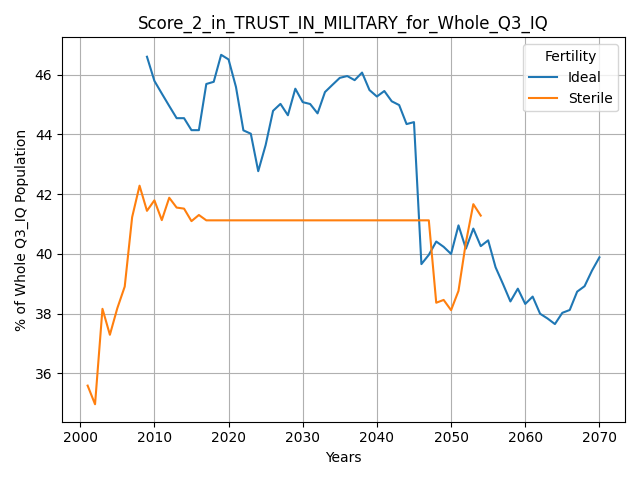 Score_2_in_TRUST_IN_MILITARY_for_Whole_Q3_IQ
Fertility
Ideal
Sterile
% of Whole Q3_IQ Population
46
44
42
40
38
36
2000
2010
2020
2030
2040
2050
2060
2070
Years